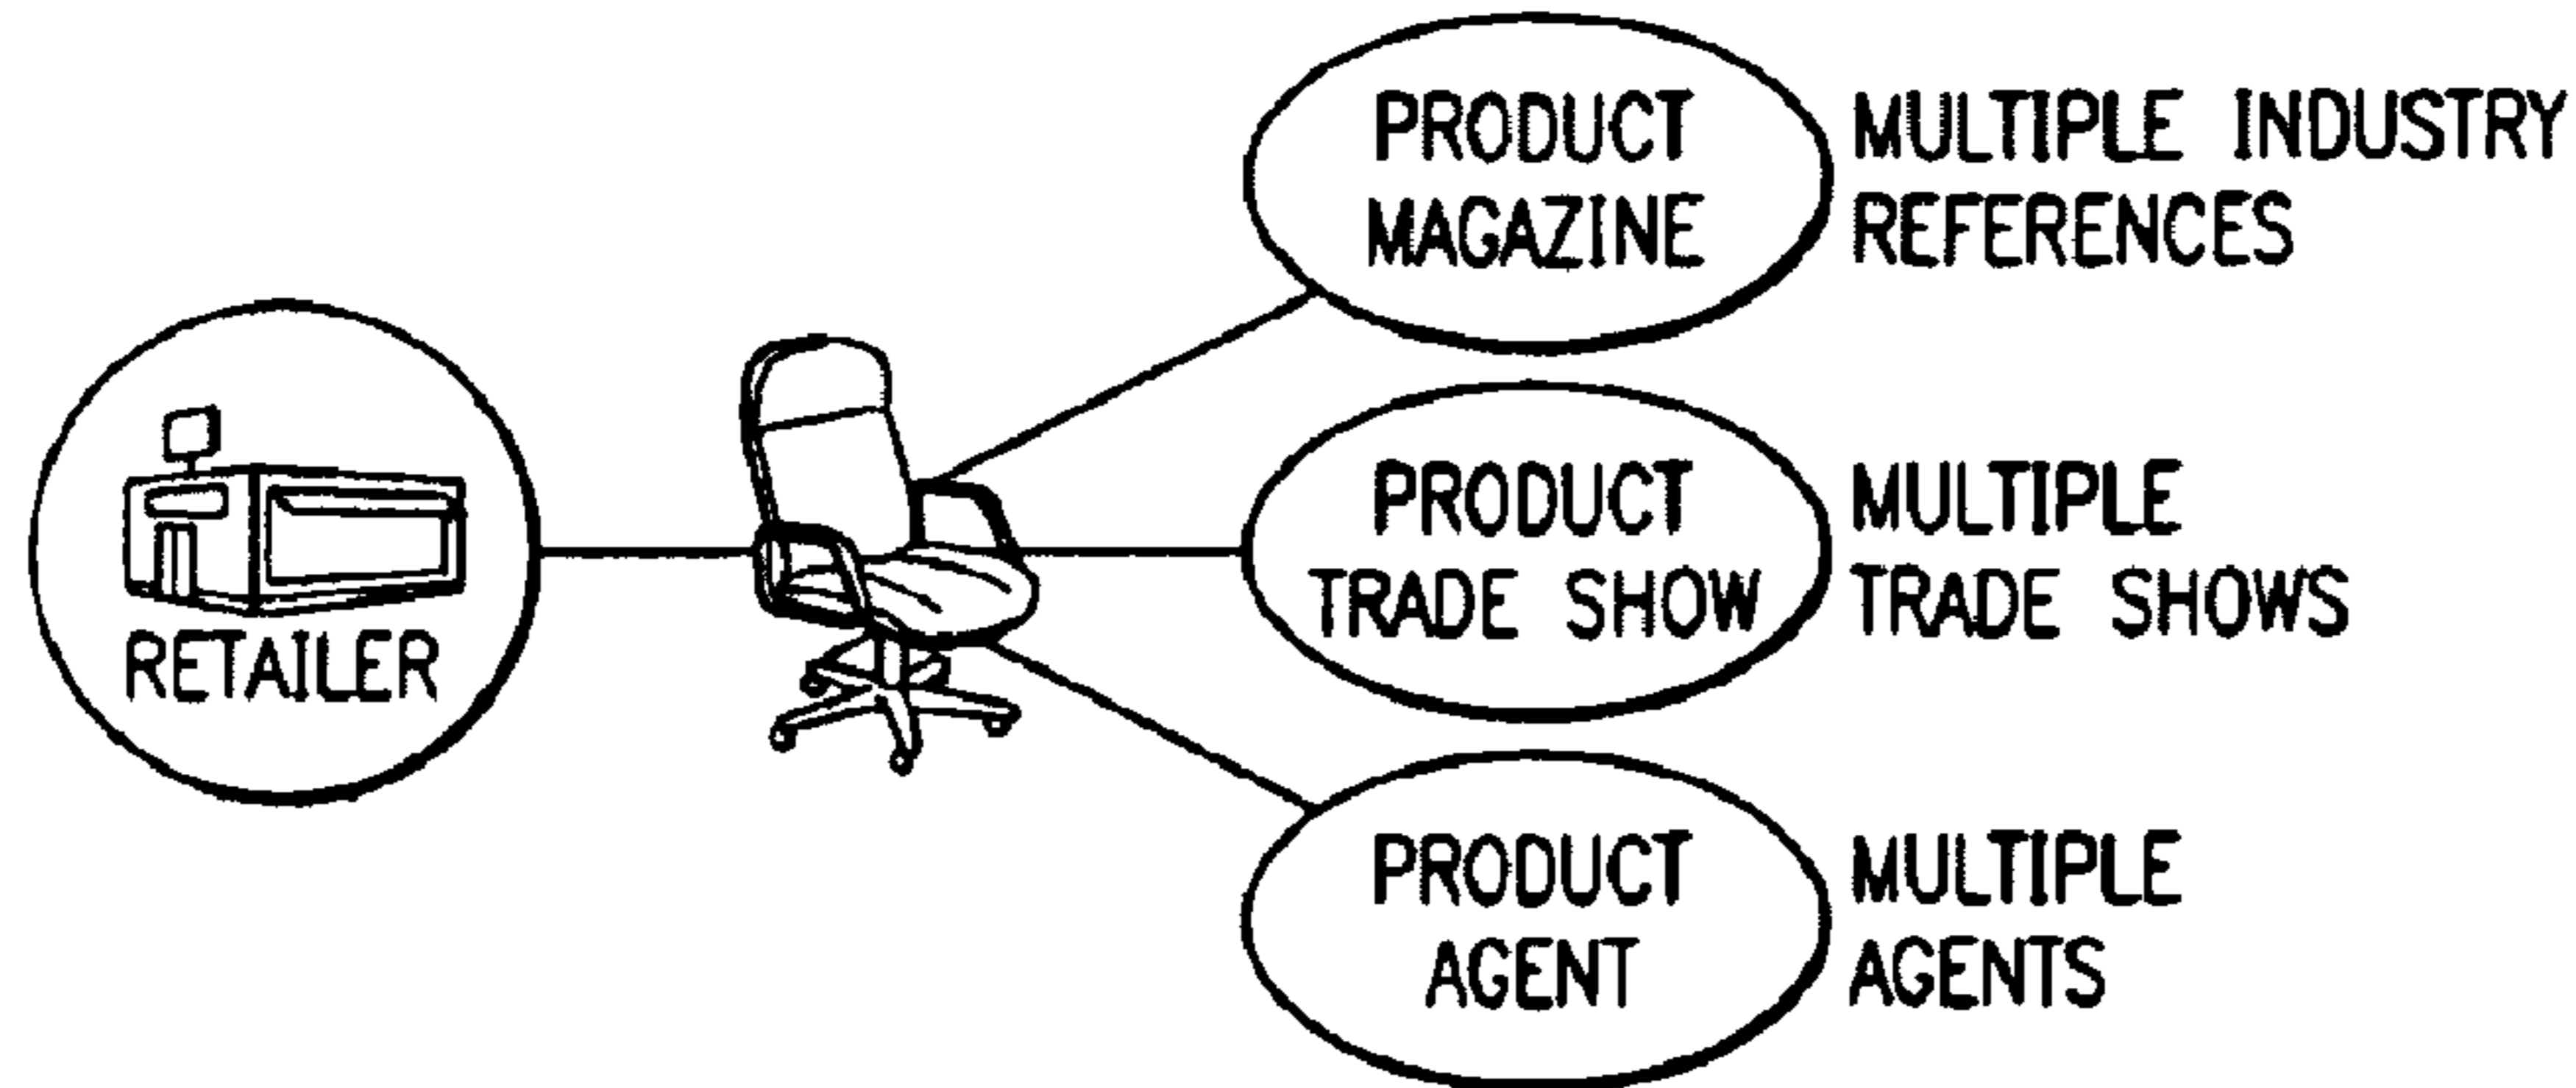 RETAILER
PRODUCT
MAGAZINE
MULTIPLE INDUSTRY
REFERENCES
PRODUCT
TRADE SHOW
MULTIPLE
TRADE SHOWS
PRODUCT
AGENT
MULTIPLE
AGENTS